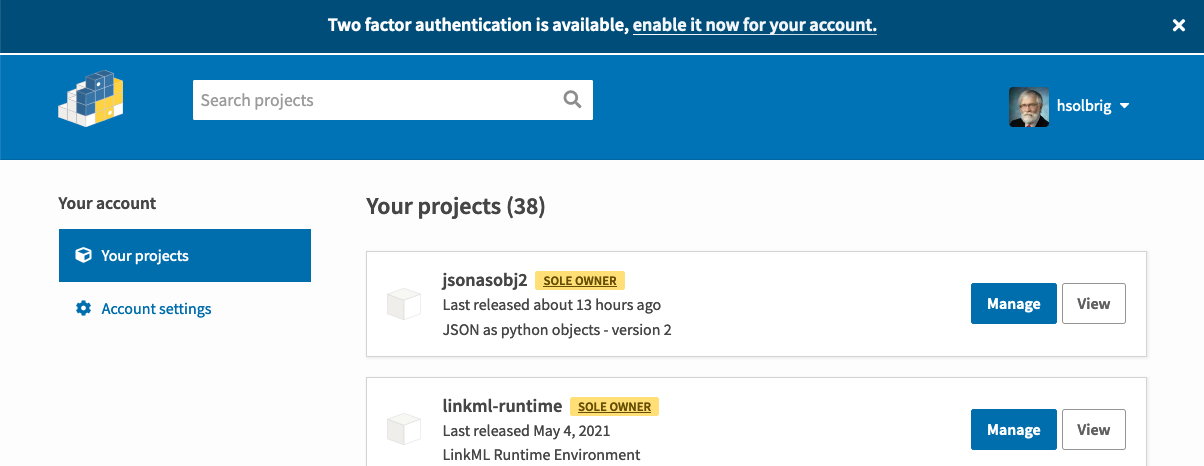 Two factor authentication is available, enable it now for your account.
Search projects
hsolbrig
Your account
Your projects
Account settings
Your projects (38)
jsonasobj2 SOLE OWNER
Last released about 13 hours ago
JSON as python objects - version 2
Manage View
linkml-runtime SOLE OWNER
Last released May 4, 2021
LinkML Runtime Environment
Manage View